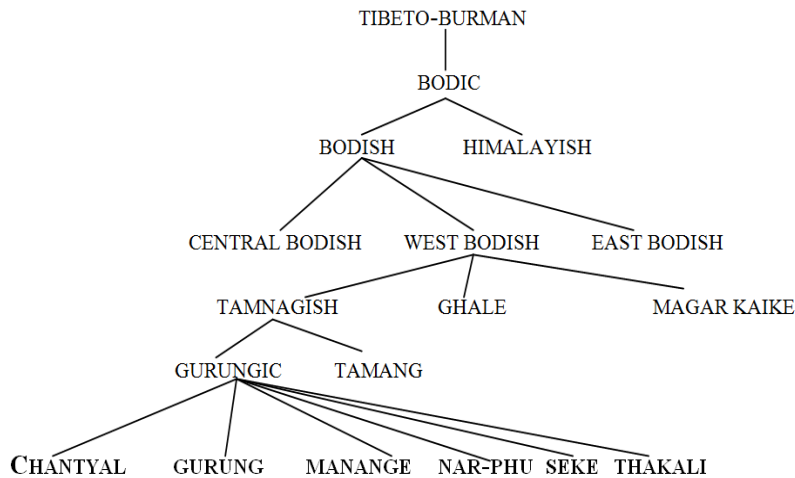 TIBETO-BURMAN
BODIC
BODISH HIMALAYISH
CENTRAL BODISH WEST BODISH EAST BODISH
TAMNAGISH GHALE MAGAR KAIKE
GURUNGIC TAMANG
CHANTYAL GURUNG MANANGE NAR-PHU SEKE THAKALI